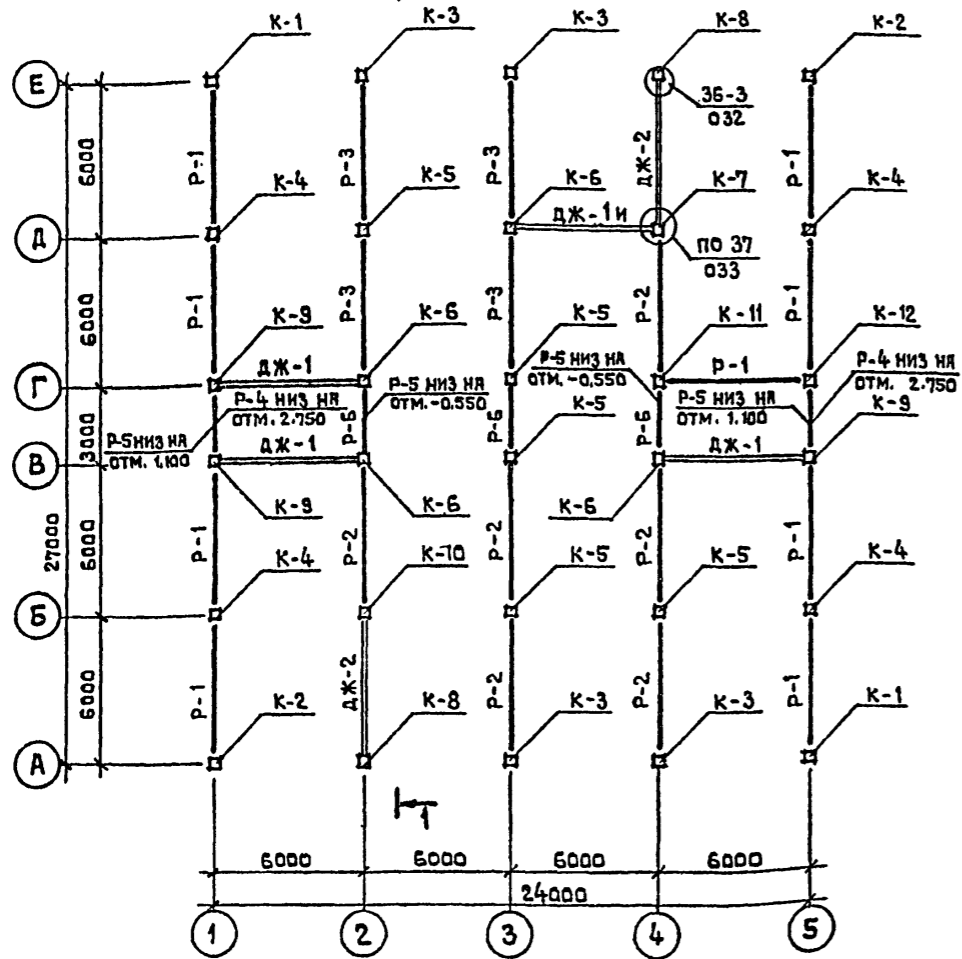 К-1
К-3
К-3
К-8
К-2
Е
36-3
032
6000
Р-1
Р-3
Р-3
ДЖ-2
Р-1
К-4
К-5
К-6
К-7
К-4
ДЖ-1и
Д
ПО 37
033
6000
Р-1
Р-3
Р-3
Р-2
Р-1
К-9
К-6
К-5
К-11
К-12
ДЖ-1
Р-5 НИЗ НА
ОТМ. -0,550
Р-5 НИЗ НА
ОТМ. -0,550
Р-1
Р-4 НИЗ НА
ОТМ. 2.750
Г
Р-4 НИЗ НА
ОТМ. 2.750
Р-5 НИЗ НА
ОТМ. 1.100
3000
Р-5 НИЗ НА
ОТМ. 1.100
Р-6
Р-6
Р-6
К-5
К-9
ДЖ-1
ДЖ-1
В
К-9
К-6
К-6
27000
6000
Р-1
Р-2
Р-2
Р-2
Р-1
К-4
К-10
К-5
К-5
К-4
Б
6000
Р-1
ДЖ-2
Р-2
Р-2
Р-1
К-2
К-8
К-3
К-3
К-1
А
1
6000
6000
6000
6000
24000
1
2
3
4
5